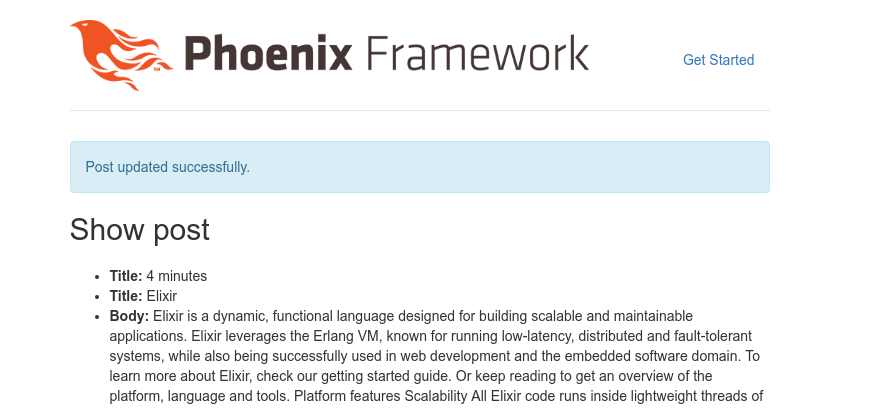 Phoenix Framework
TM
Get Started
Post updated successfully.
Show post
• Title: 4 minutes
• Title: Elixir
• Body: Elixir is a dynamic, functional language designed for building scalable and maintainable
applications. Elixir leverages the Erlang VM, known for running low-latency, distributed and fault-tolerant
systems, while also being successfully used in web development and the embedded software domain. To
learn more about Elixir, check our getting started guide. Or keep reading to get an overview of the
platform, language and tools. Platform features Scalability All Elixir code runs inside lightweight threads of